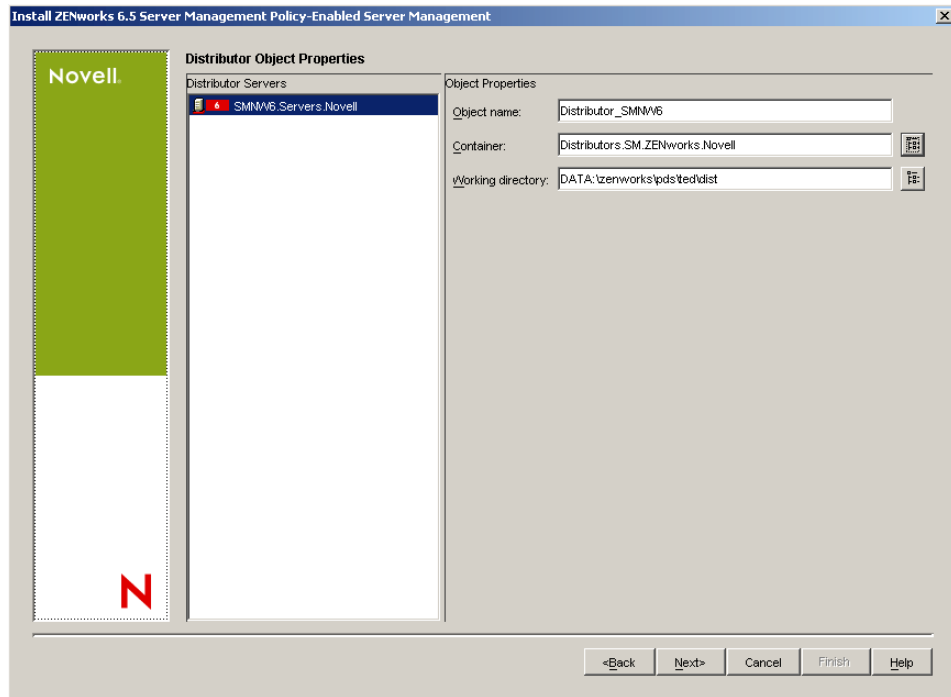 Install ZENworks 6.5 Server Management Policy-Enabled Server Management
Novell.
Distributor Object Properties
Distributor Servers
6 SMNW6.Servers.Novell
Object Properties
Object name: Distributor_SMNW6
Container: Distributors.SM.ZENworks.Novell
Working directory: DATA:\zenworks\pds\ted\dist
N
«Back Next» Cancel Finish Help